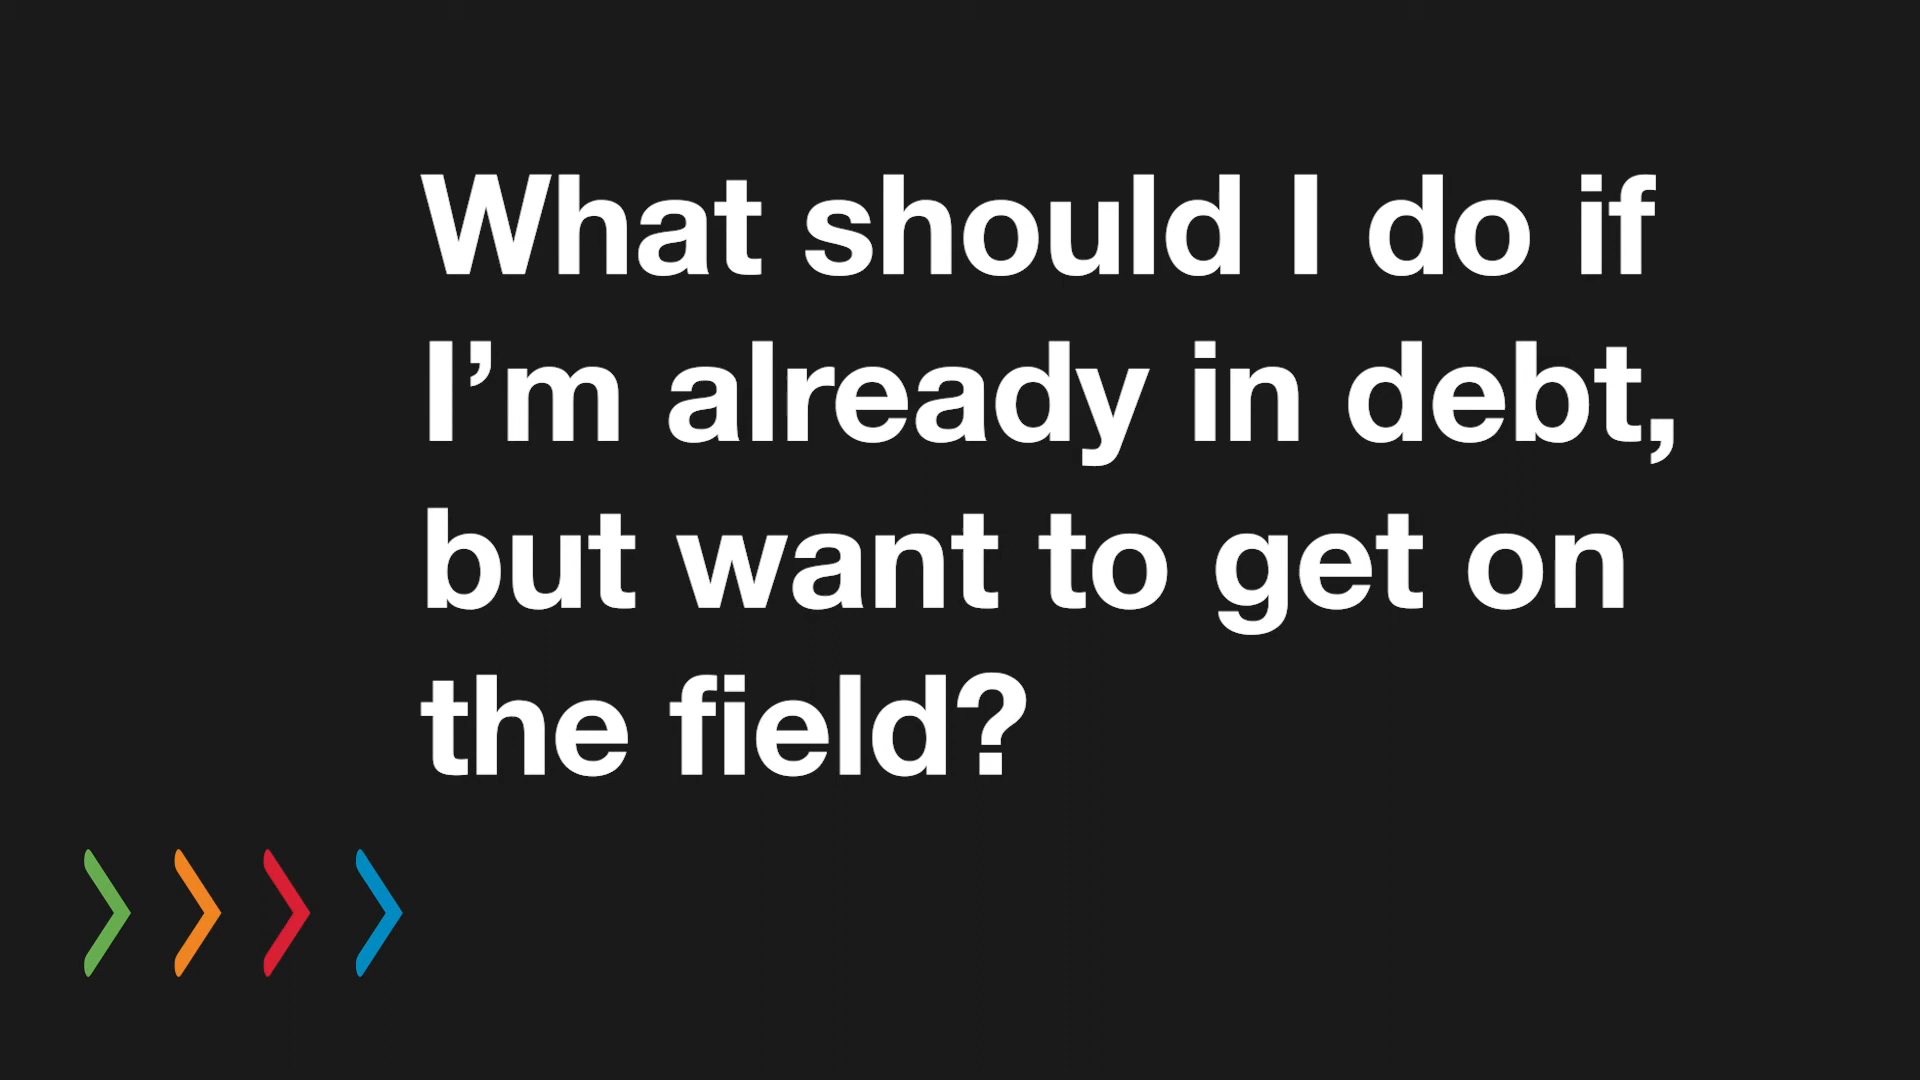 What should I do if
I’m already in debt,
but want to get on
the field?